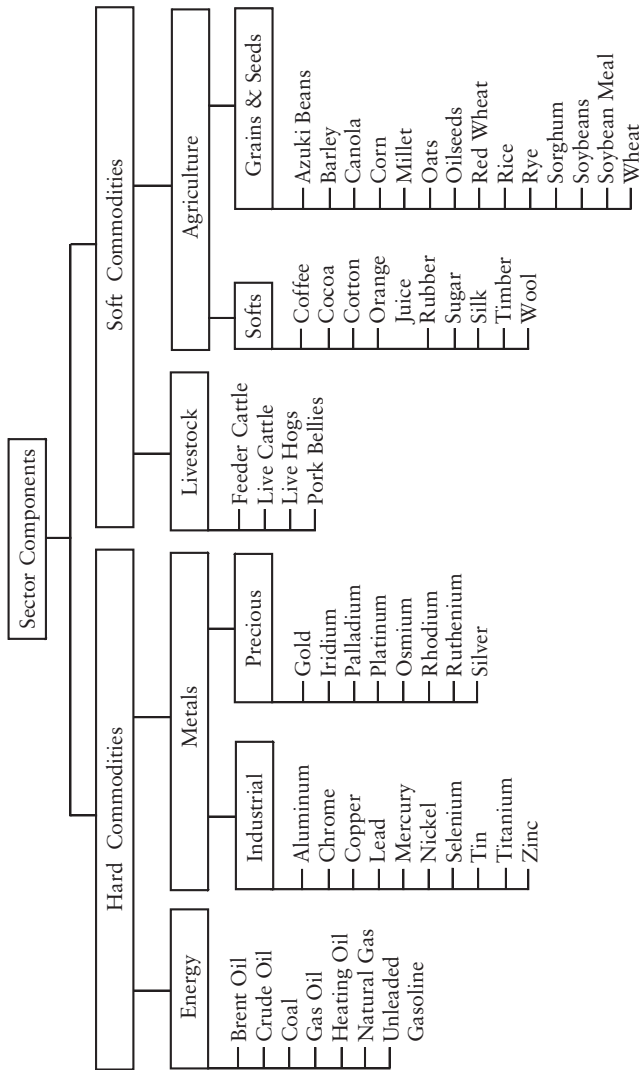 Sector Components
Hard Commodities
Energy
Brent Oil
Crude Oil
Coal
Gas Oil
Heating Oil
Natural Gas
Unleaded
Gasoline
Metals
Industrial
Aluminum
Chrome
Copper
Lead
Mercury
Nickel
Selenium
Tin
Titanium
Zinc
Precious
Gold
Iridium
Palladium
Platinum
Osmium
Rhodium
Ruthenium
Silver
Soft Commodities
Livestock
Feeder Cattle
Live Cattle
Live Hogs
Pork Bellies
Agriculture
Softs
Coffee
Cocoa
Cotton
Orange
Juice
Rubber
Sugar
Silk
Timber
Wool
Grains & Seeds
Azuki Beans
Barley
Canola
Corn
Millet
Oats
Oilseeds
Red Wheat
Rice
Rye
Sorghum
Soybeans
Soybean Meal
Wheat